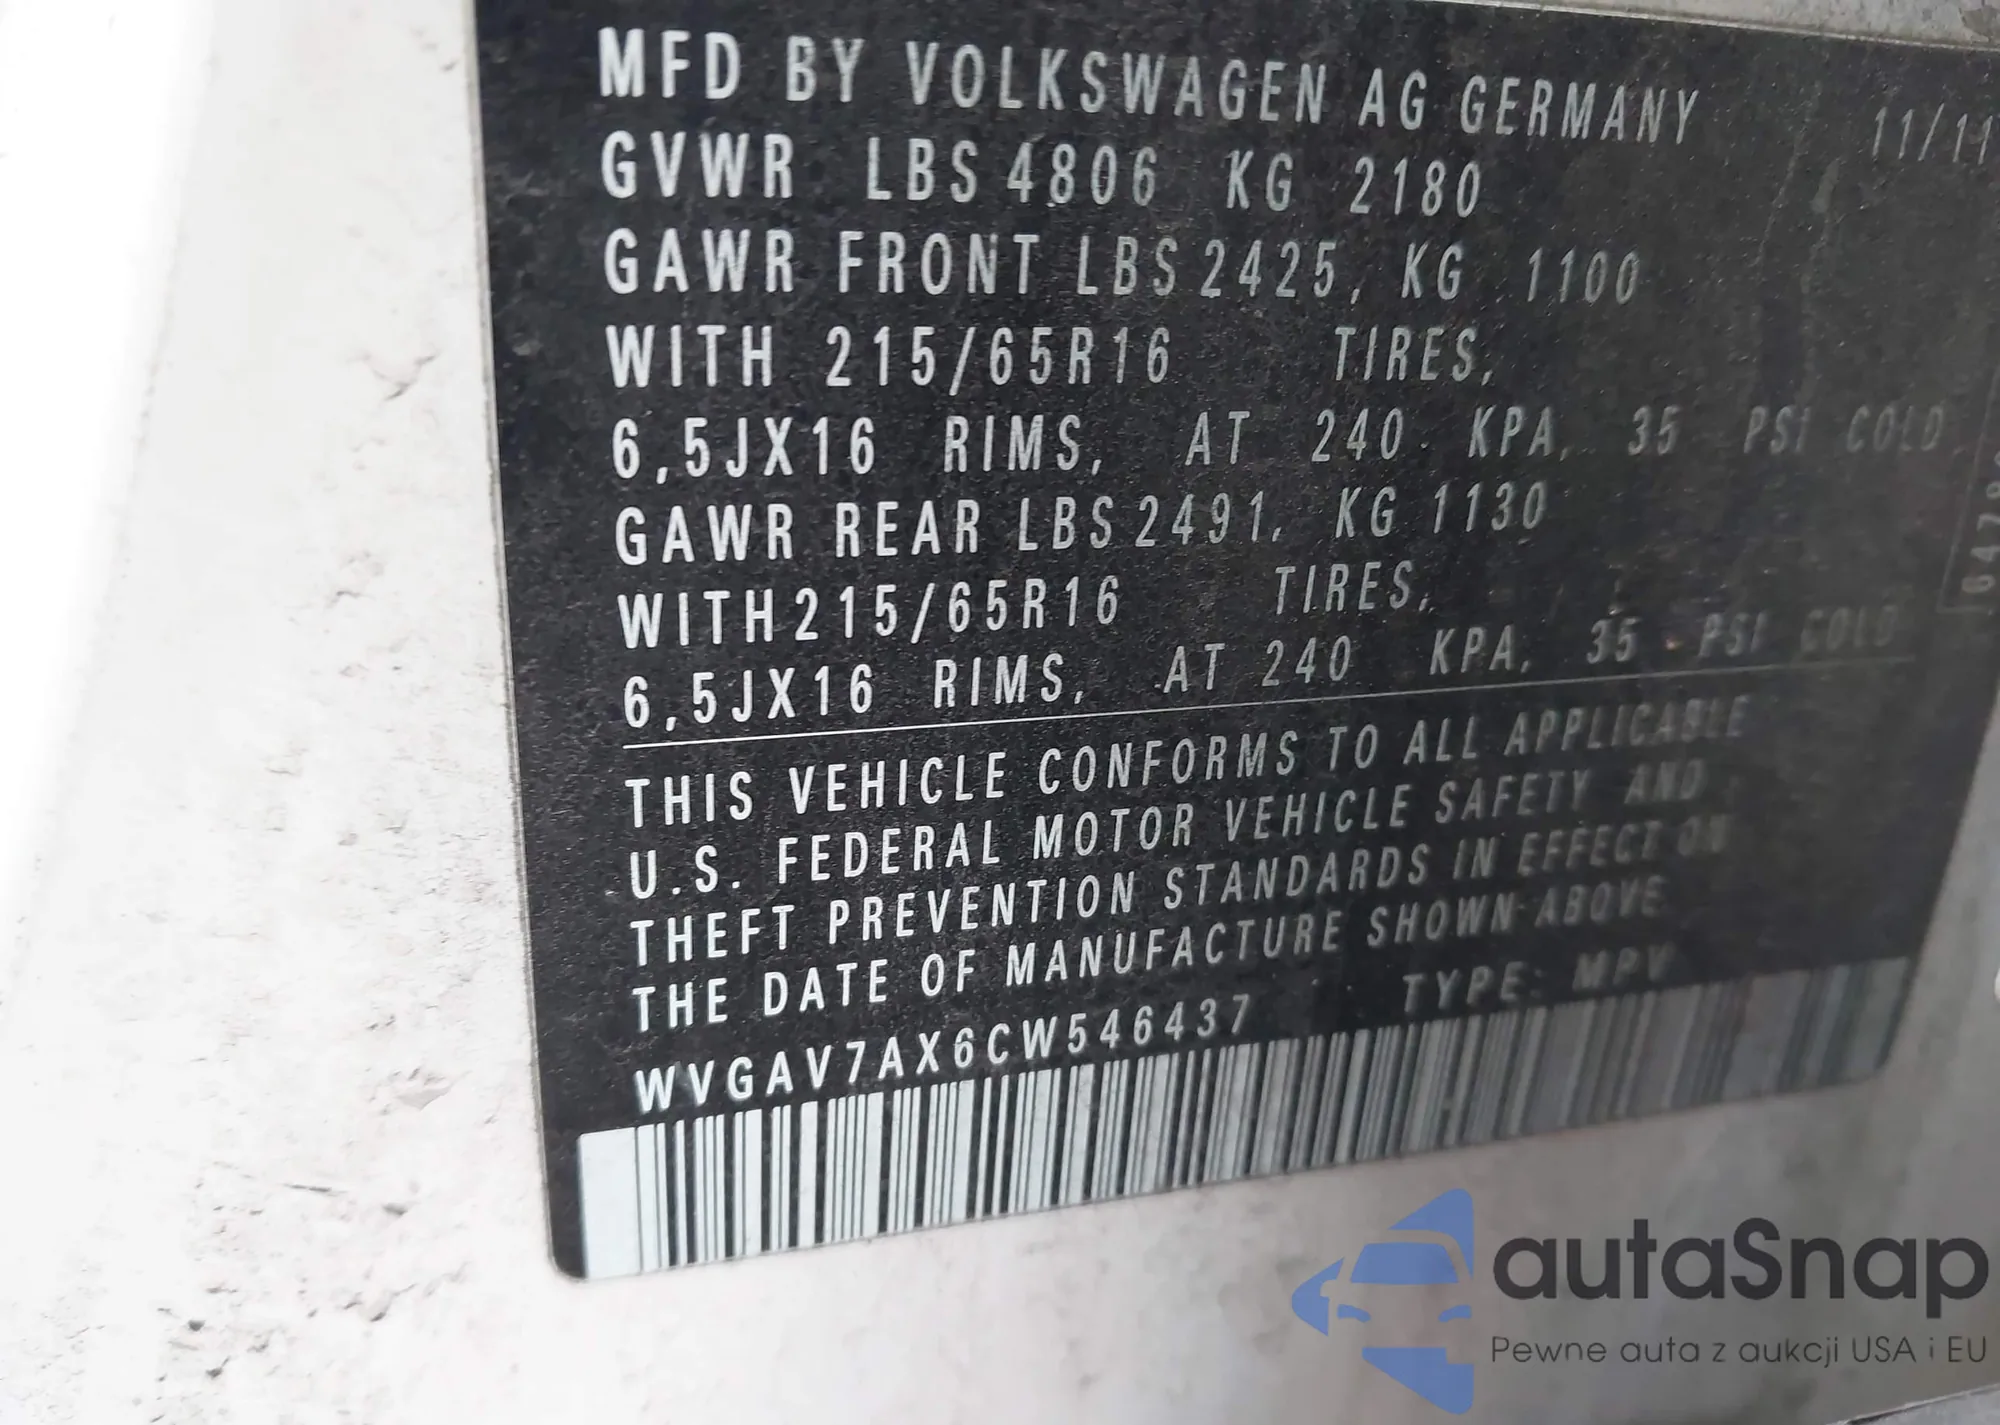 MFD BY VOLKSWAGEN AG GERMANY 11/11
GVWR LBS 4806 KG 2180
GAWR FRONT LBS 2425, KG 1100
WITH 215/65R16 TIRES,
6,5JX16 RIMS, AT 240 KPA, 35 PSI COLD
GAWR REAR LBS 2491, KG 1130
WITH 215/65R16 TIRES,
6,5JX16 RIMS, AT 240 KPA, 35 PSI COLD
THIS VEHICLE CONFORMS TO ALL APPLICABLE
U.S. FEDERAL MOTOR VEHICLE SAFETY AND
THEFT PREVENTION STANDARDS IN EFFECT ON
THE DATE OF MANUFACTURE SHOWN ABOVE
WVGAV7AX6CW546437 TYPE: MPV
autaSnap
Pewne auta z aukcji USA i EU